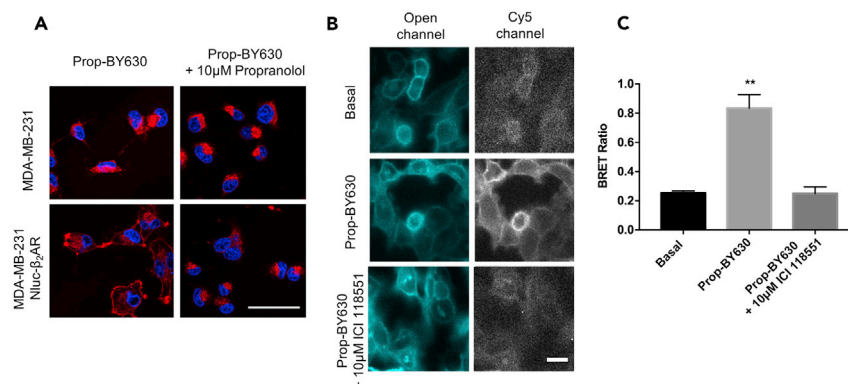 A
Prop-BY630
Prop-BY630
+ 10µM Propranolol
MDA-MB-231
MDA-MB-231
Nluc-β₂AR
B
Open
channel
Cy5
channel
Basal
Prop-BY630
Prop-BY630
+ 10µM ICI 118551
C
BRET Ratio
1.0
0.8
0.6
0.4
0.2
0.0
**
Basal
Prop-BY630
Prop-BY630
+ 10µM ICI 118551